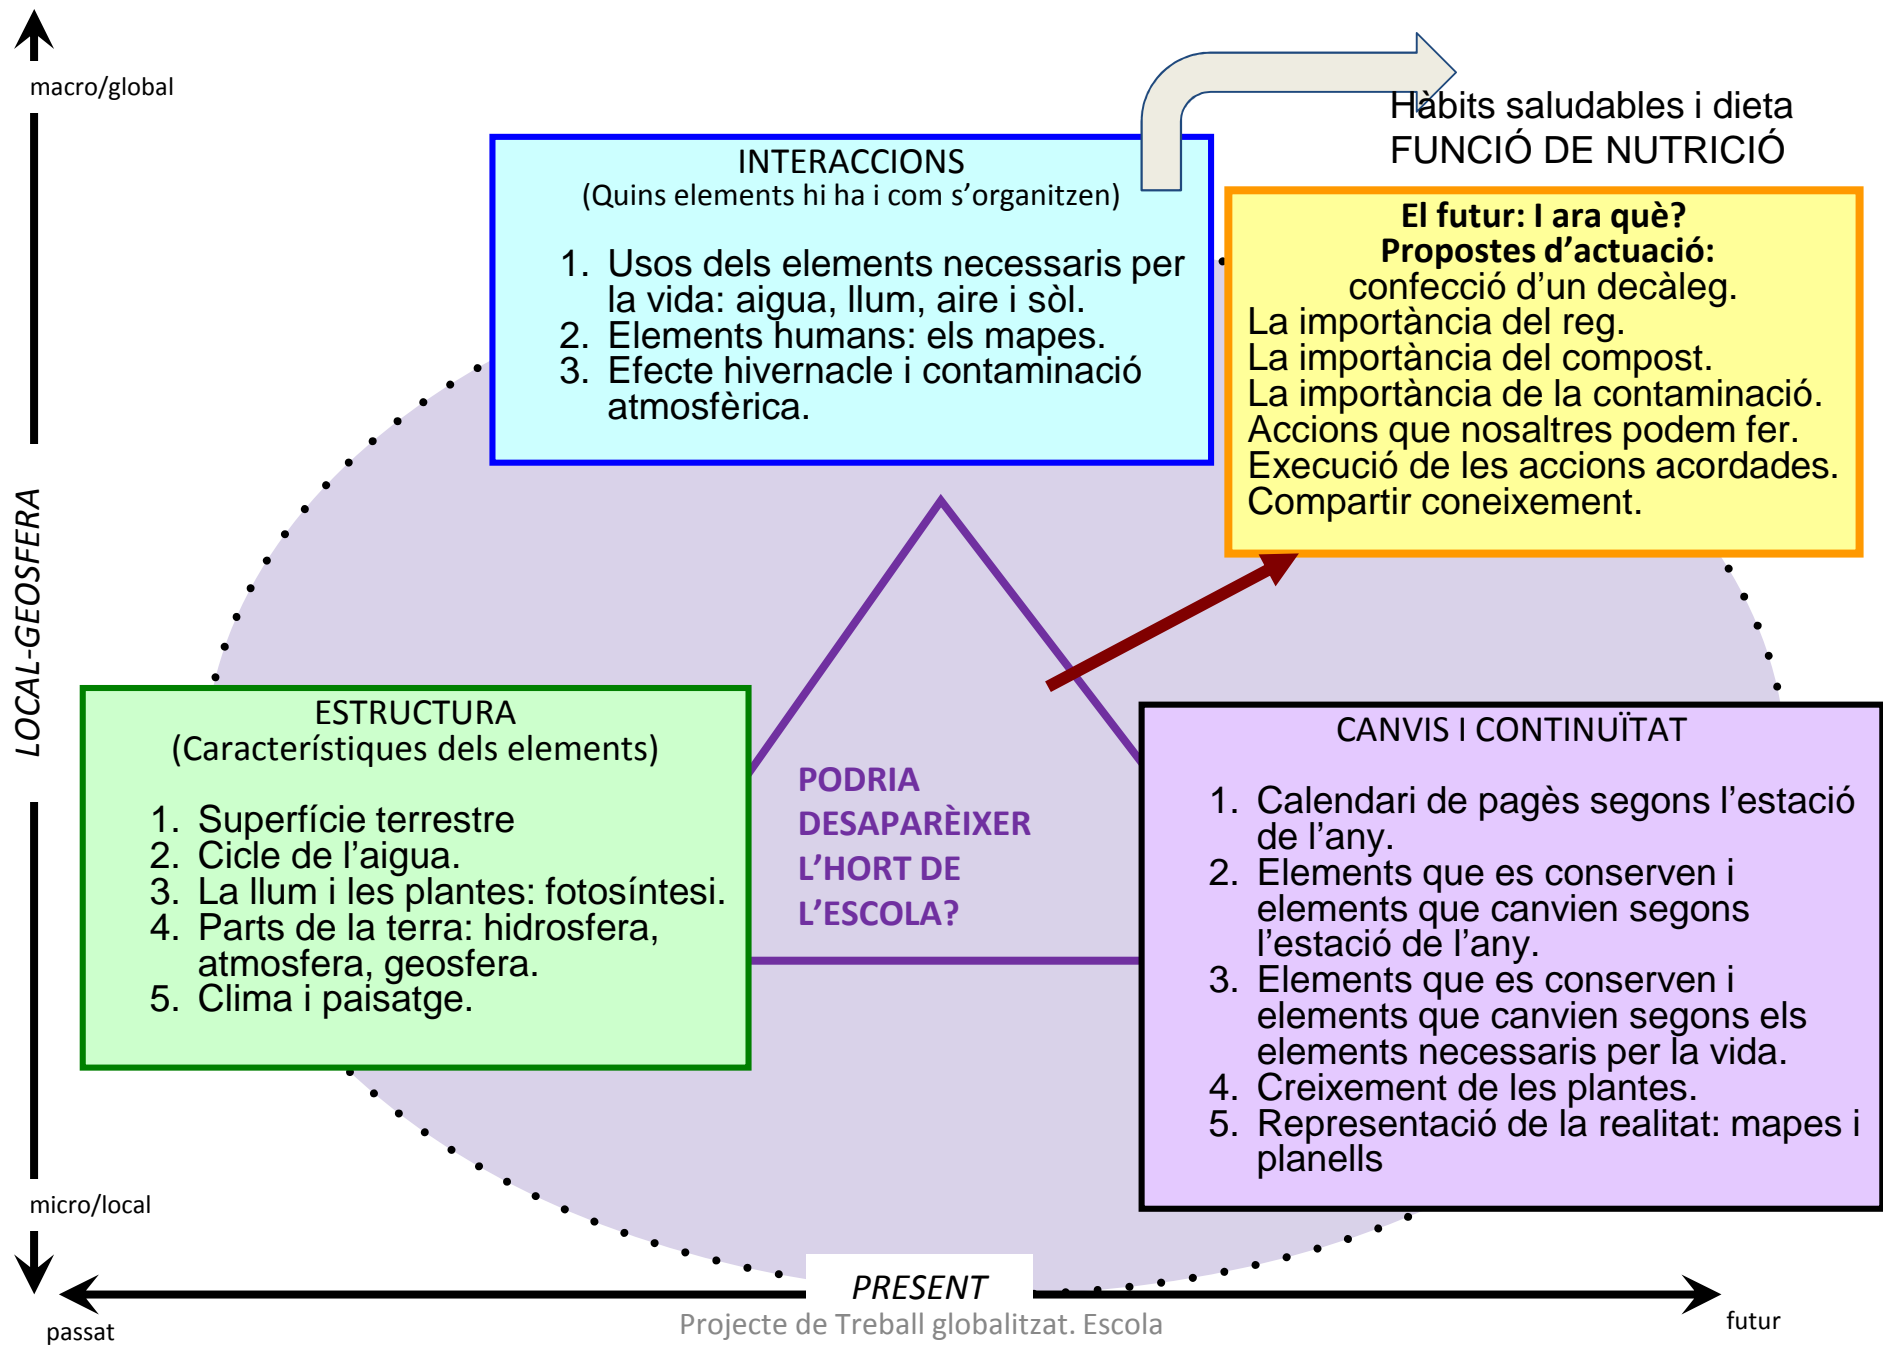 macro/global
Hàbits saludables i dieta
FUNCIÓ DE NUTRICIÓ
INTERACCIONS
(Quins elements hi ha i com s’organitzen)
1. Usos dels elements necessaris per
la vida: aigua, llum, aire i sòl.
2. Elements humans: els mapes.
3. Efecte hivernacle i contaminació
atmosfèrica.
El futur: I ara què?
Propostes d’actuació:
confecció d’un decàleg.
La importància del reg.
La importància del compost.
La importància de la contaminació.
Accions que nosaltres podem fer.
Execució de les accions acordades.
Compartir coneixement.
LOCAL-GEOSFERA
ESTRUCTURA
(Característiques dels elements)
1. Superfície terrestre
2. Cicle de l’aigua.
3. La llum i les plantes: fotosíntesi.
4. Parts de la terra: hidrosfera,
atmosfera, geosfera.
5. Clima i paisatge.
PODRIA
DESAPARÈIXER
L’HORT DE
L’ESCOLA?
CANVIS I CONTINUÏTAT
1. Calendari de pagès segons l’estació
de l’any.
2. Elements que es conserven i
elements que canvien segons
l’estació de l’any.
3. Elements que es conserven i
elements que canvien segons els
elements necessaris per la vida.
4. Creixement de les plantes.
5. Representació de la realitat: mapes i
planells
micro/local
PRESENT
passat
Projecte de Treball globalitzat. Escola
futur